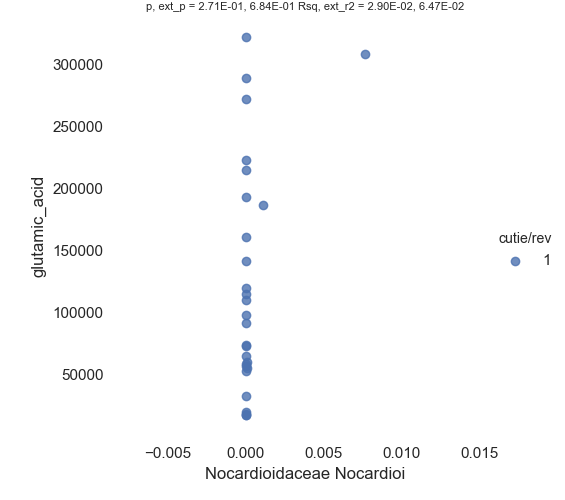 p, ext_p = 2.71E-01, 6.84E-01 Rsq, ext_r2 = 2.90E-02, 6.47E-02
300000
250000
200000
150000
100000
50000
glutamic_acid
cutie/rev
1
−0.005 0.000 0.005 0.010 0.015
Nocardioidaceae Nocardioi